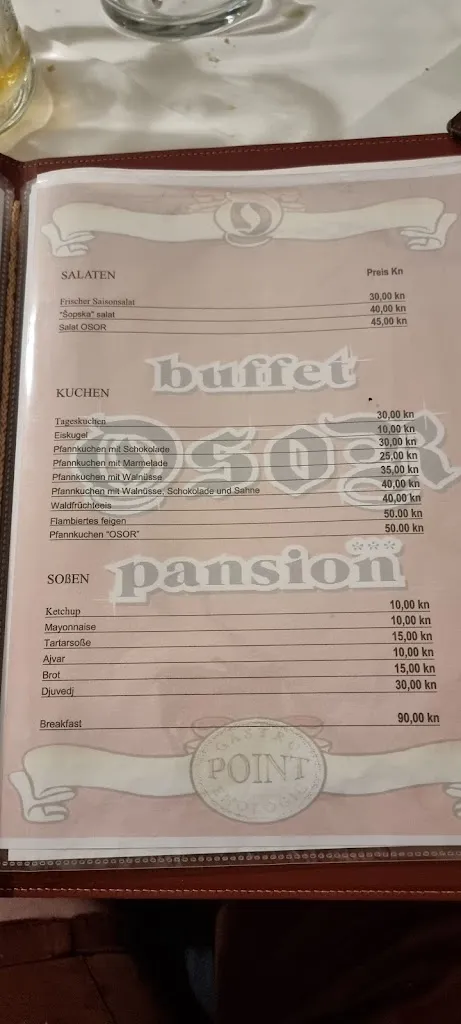 SALATEN Preis Kn
Frischer Saisonsalat 30,00 kn
"Šopska" salat 40,00 kn
Salat OSOR 45,00 kn
buffet
KUCHEN
Tageskuchen 30,00 kn
Eiskugel 10,00 kn
Pfannkuchen mit Schokolade 30,00 kn
Pfannkuchen mit Marmelade 25,00 kn
Pfannkuchen mit Walnüsse 35,00 kn
Pfannkuchen mit Walnüsse, Schokolade und Sahne 40,00 kn
Waldfrüchteeis 40,00 kn
Flambiertes feigen 50.00 kn
Pfannkuchen "OSOR" 50.00 kn
OSOR
pansion
***
SOßEN
Ketchup 10,00 kn
Mayonnaise 10,00 kn
Tartarsoße 15,00 kn
Ajvar 10,00 kn
Brot 15,00 kn
Djuvedj 30,00 kn
Breakfast 90,00 kn
GASTRO
POINT